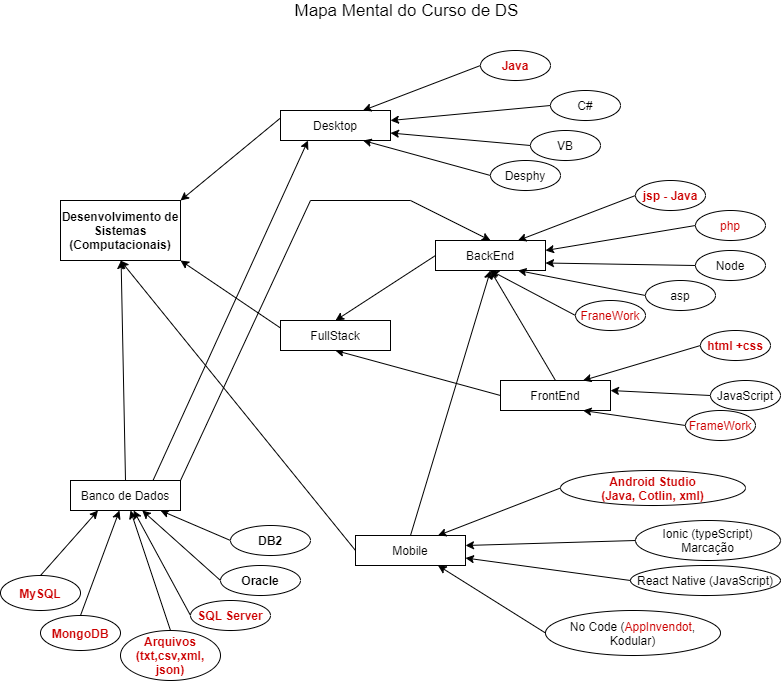 Mapa Mental do Curso de DS
Java
C#
Desktop
VB
Desphy
Desenvolvimento de
Sistemas
(Computacionais)
jsp - Java
php
BackEnd
Node
asp
FraneWork
FullStack
html +css
FrontEnd
JavaScript
FrameWork
Banco de Dados
Android Studio
(Java, Cotlin, xml)
DB2
Mobile
Ionic (typeScript)
Marcação
Oracle
React Native (JavaScript)
MySQL
SQL Server
MongoDB
No Code (AppInvendot,
Kodular)
Arquivos
(txt,csv,xml,
json)